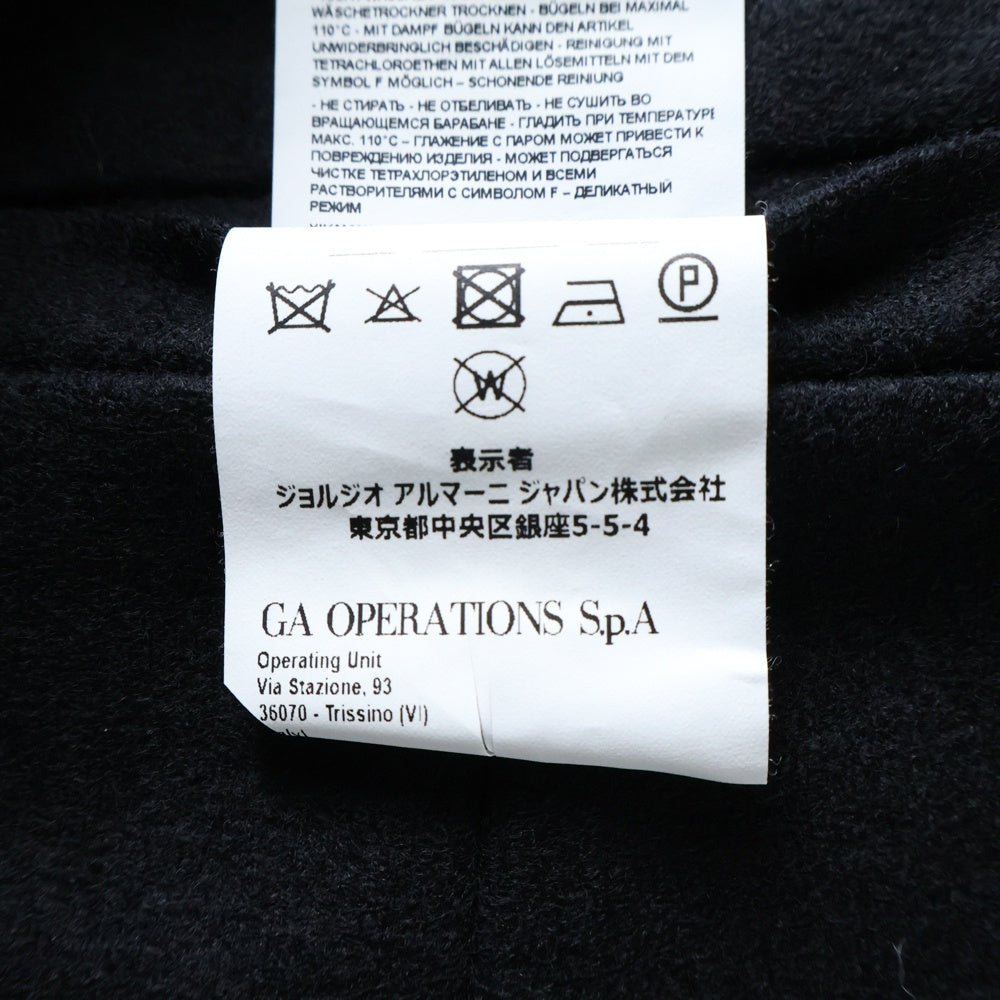 WÄSCHETROCKNER TROCKNEN - BÜGELN BEI MAXIMAL
110°C - MIT DAMPF BÜGELN KANN DEN ARTIKEL
UNWIDERBRINGLICH BESCHÄDIGEN - REINIGUNG MIT
TETRACHLOROETHEN MIT ALLEN LÖSEMITTELN MIT DEM
SYMBOL F MÖGLICH – SCHONENDE REINIUNG
- НЕ СТИРАТЬ - НЕ ОТБЕЛИВАТЬ - НЕ СУШИТЬ ВО
ВРАЩАЮЩЕМСЯ БАРАБАНЕ - ГЛАДИТЬ ПРИ ТЕМПЕРАТУРЕ
МАКС. 110°C – ГЛАЖЕНИЕ С ПАРОМ МОЖЕТ ПРИВЕСТИ К
ПОВРЕЖДЕНИЮ ИЗДЕЛИЯ - МОЖЕТ ПОДВЕРГАТЬСЯ
ЧИСТКЕ ТЕТРАХЛОРЭТИЛЕНОМ И ВСЕМИ
РАСТВОРИТЕЛЯМИ С СИМВОЛОМ F – ДЕЛИКАТНЫЙ
РЕЖИМ
P
W
表示者
ジョルジオ アルマーニ ジャパン株式会社
東京都中央区銀座5-5-4
GA OPERATIONS S.p.A
Operating Unit
Via Stazione, 93
36070 - Trissino (VI)